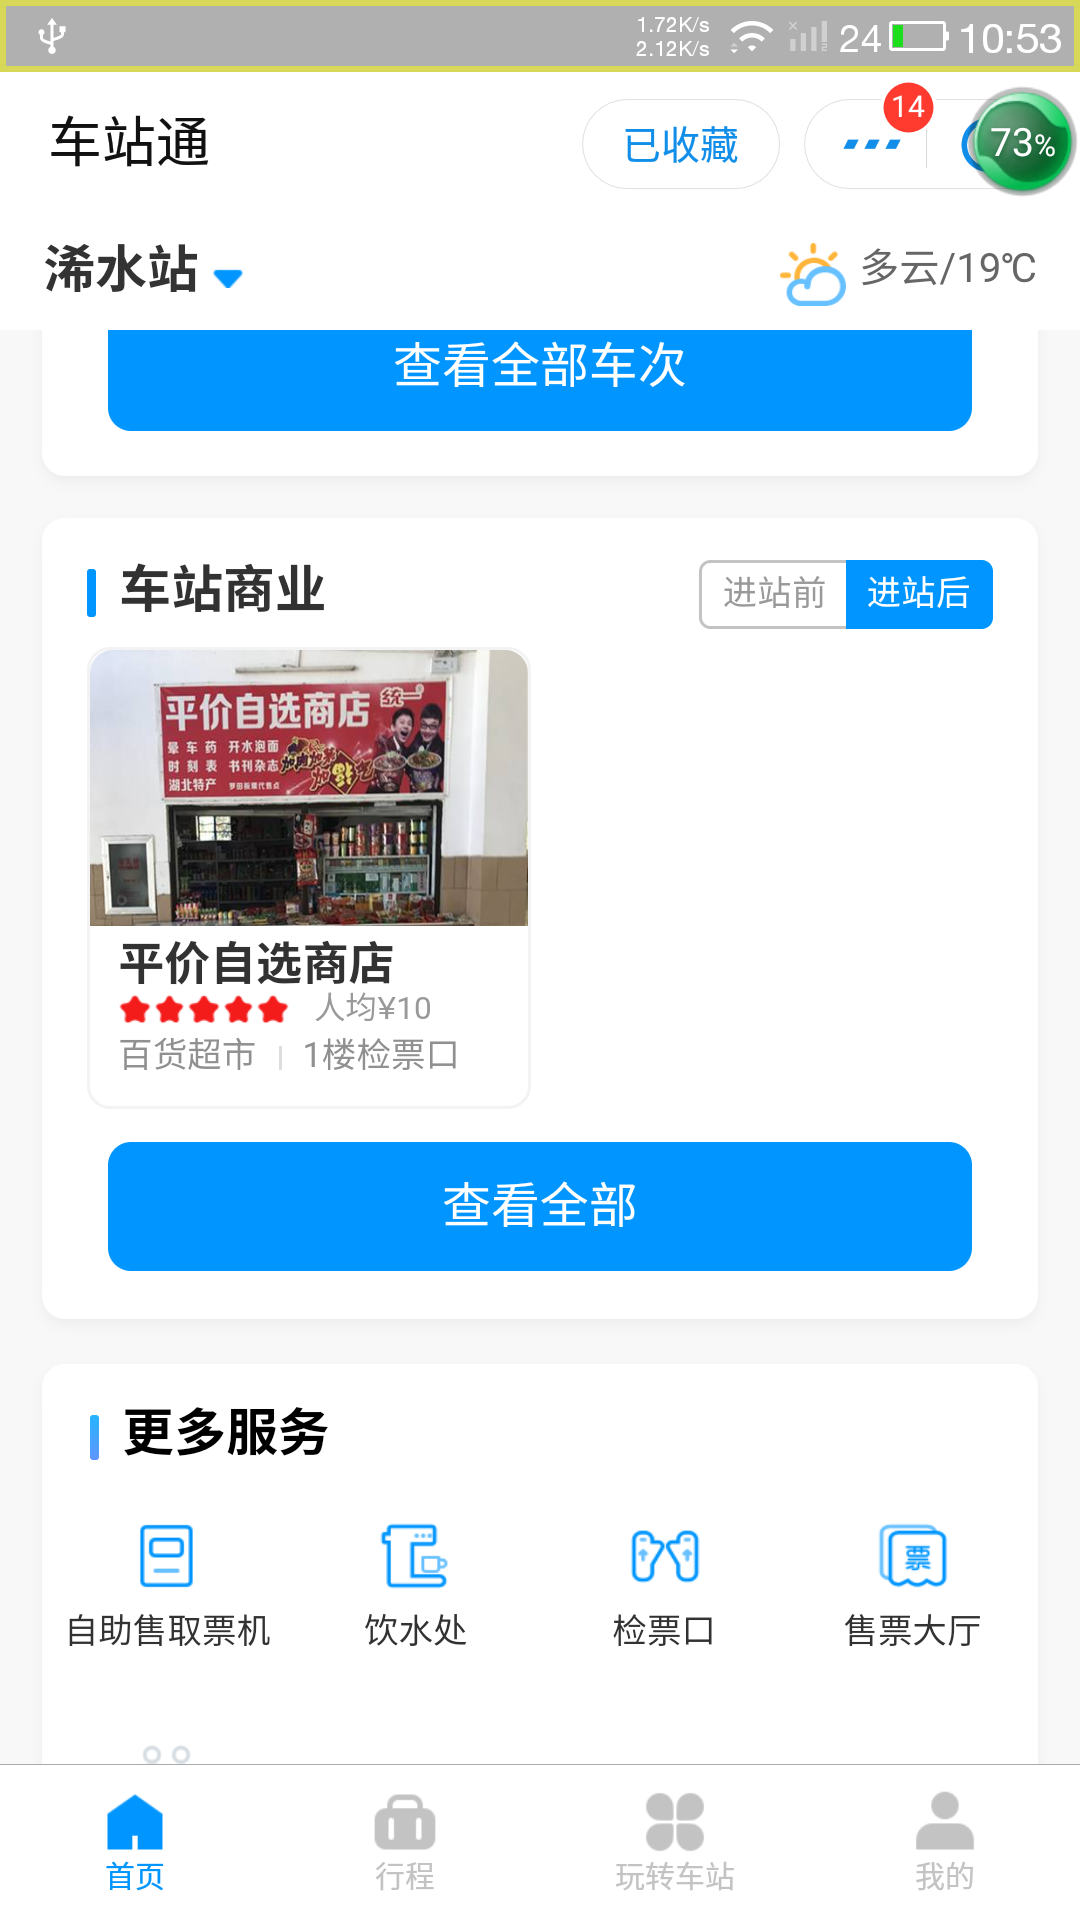 1.72K/s
2.12K/s
24
10:53
车站通
已收藏
14
73%
浠水站
多云/19℃
查看全部车次
车站商业
进站前
进站后
平价自选商店
统一
晕车药 开水泡面
时刻表 书刊杂志
湖北特产
平价自选商店
人均¥10
百货超市 | 1楼检票口
查看全部
更多服务
票
自助售取票机
饮水处
检票口
售票大厅
首页
行程
玩转车站
我的